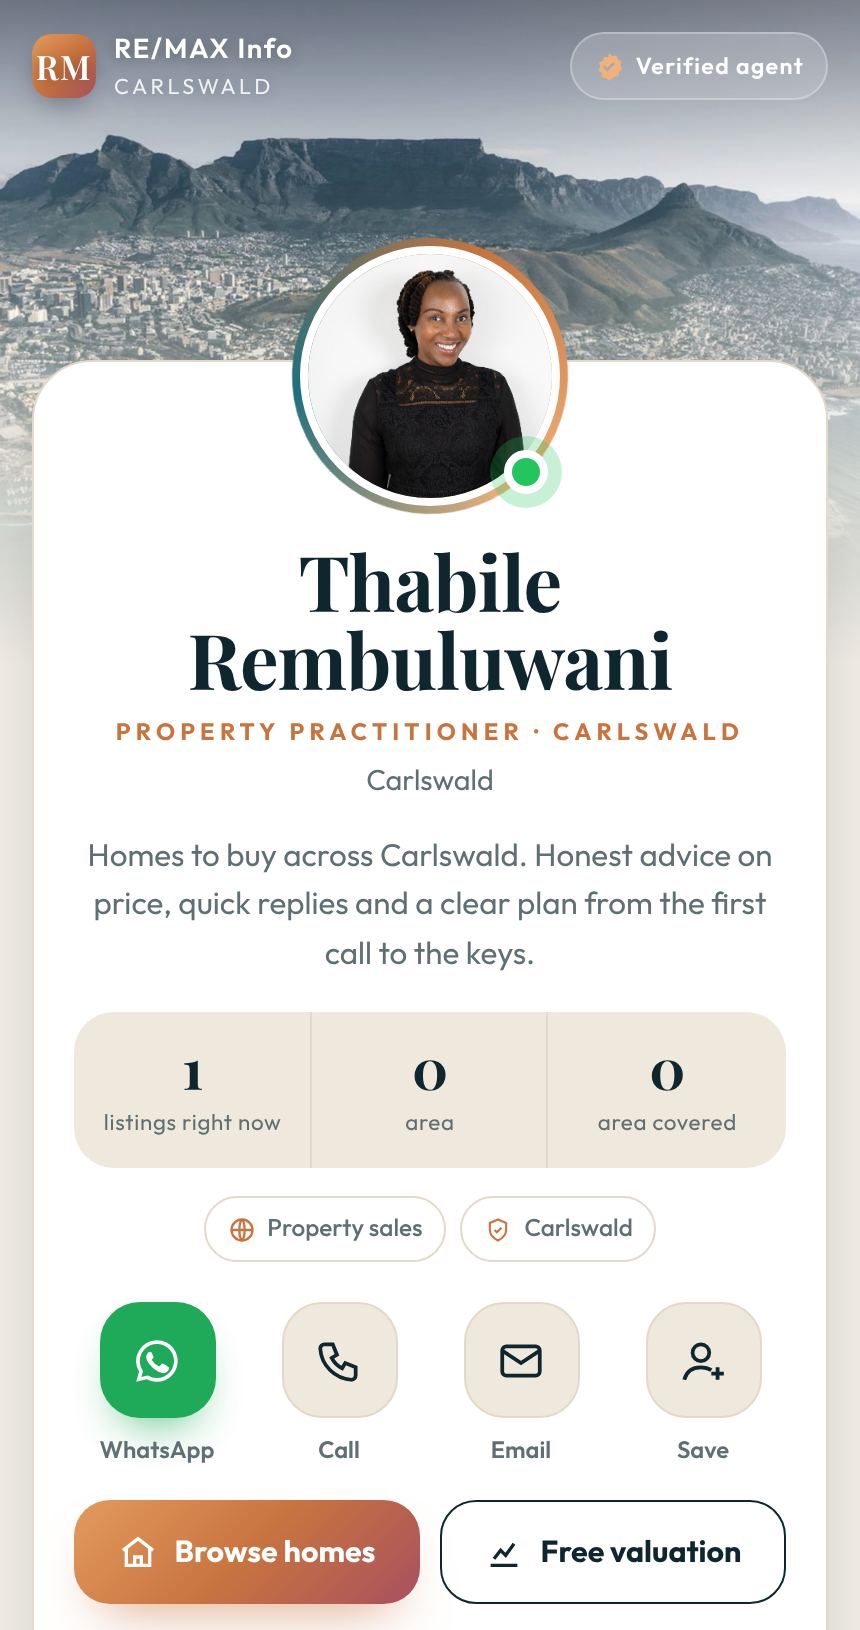 RM
RE/MAX Info
CARLSWALD
Verified agent
Thabile
Rembuluwani
PROPERTY PRACTITIONER · CARLSWALD
Carlswald
Homes to buy across Carlswald. Honest advice on
price, quick replies and a clear plan from the first
call to the keys.
1
listings right now
0
area
0
area covered
Property sales
Carlswald
WhatsApp
Call
Email
Save
Browse homes
Free valuation